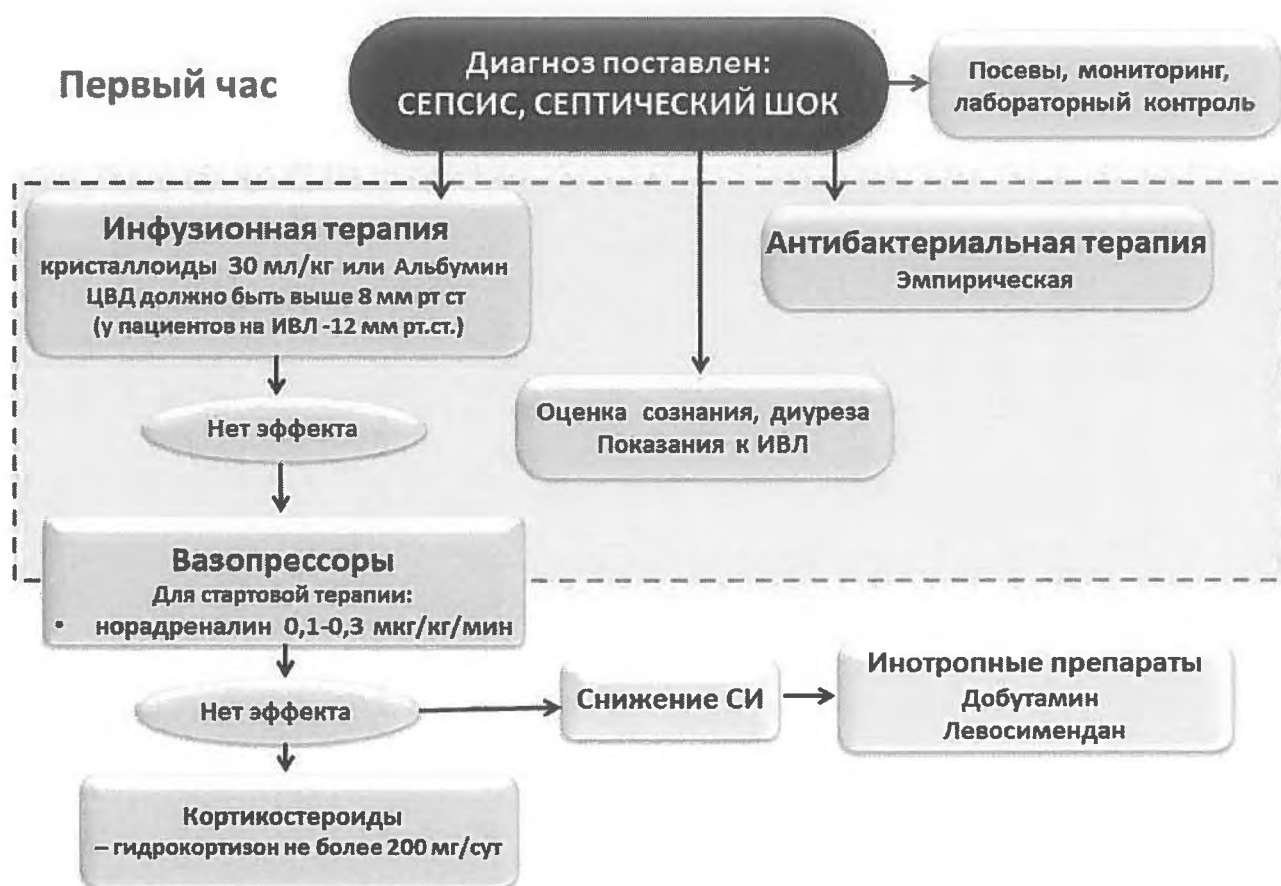 Первый час
Диагноз поставлен:
СЕПСИС, СЕПТИЧЕСКИЙ ШОК
Посевы, мониторинг,
лабораторный контроль
Инфузионная терапия
кристаллоиды 30 мл/кг или Альбумин
ЦВД должно быть выше 8 мм рт ст
(у пациентов на ИВЛ -12 мм рт.ст.)
Антибактериальная терапия
Эмпирическая
Нет эффекта
Оценка сознания, диуреза
Показания к ИВЛ
Вазопрессоры
Для стартовой терапии:
• норадреналин 0,1-0,3 мкг/кг/мин
Нет эффекта
Снижение СИ
Инотропные препараты
Добутамин
Левосимендан
Кортикостероиды
– гидрокортизон не более 200 мг/сут